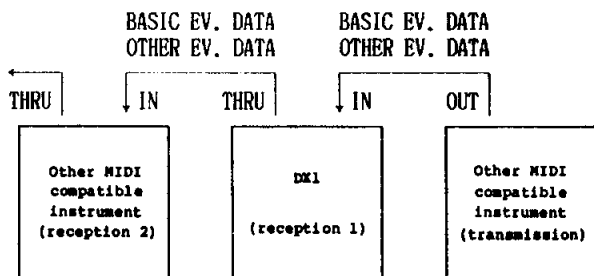 BASIC EV. DATA BASIC EV. DATA
OTHER EV. DATA OTHER EV. DATA
THRU IN THRU IN OUT
Other MIDI
compatible
instrument
(reception 2)
DX1
(reception 1)
Other MIDI
compatible
instrument
(transmission)